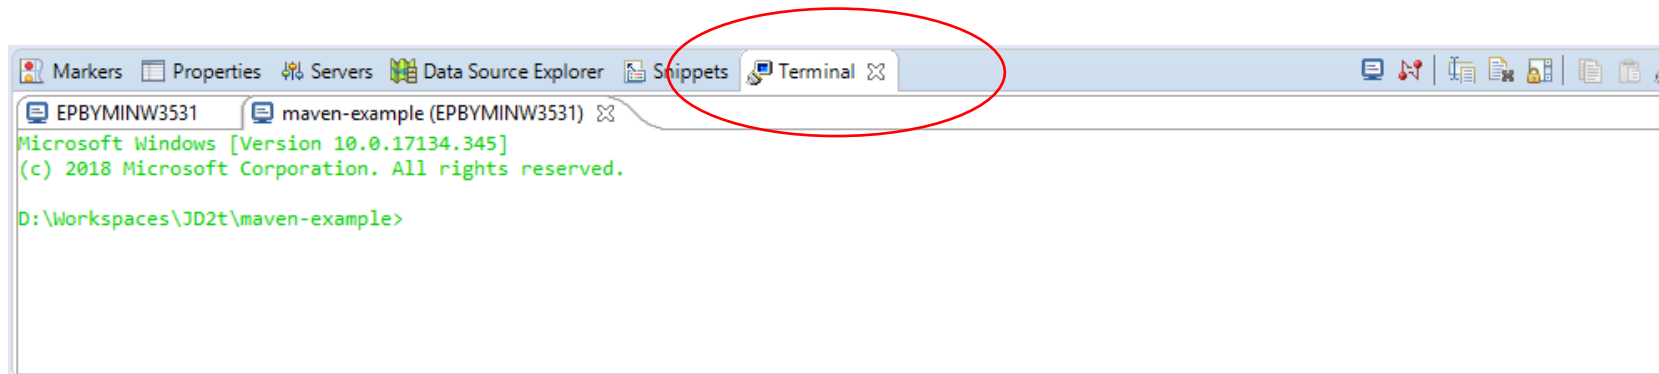 Markers Properties Servers Data Source Explorer Snippets Terminal
EPBYMINW3531 maven-example (EPBYMINW3531)
Microsoft Windows [Version 10.0.17134.345]
(c) 2018 Microsoft Corporation. All rights reserved.
D:\Workspaces\JD2t\maven-example>